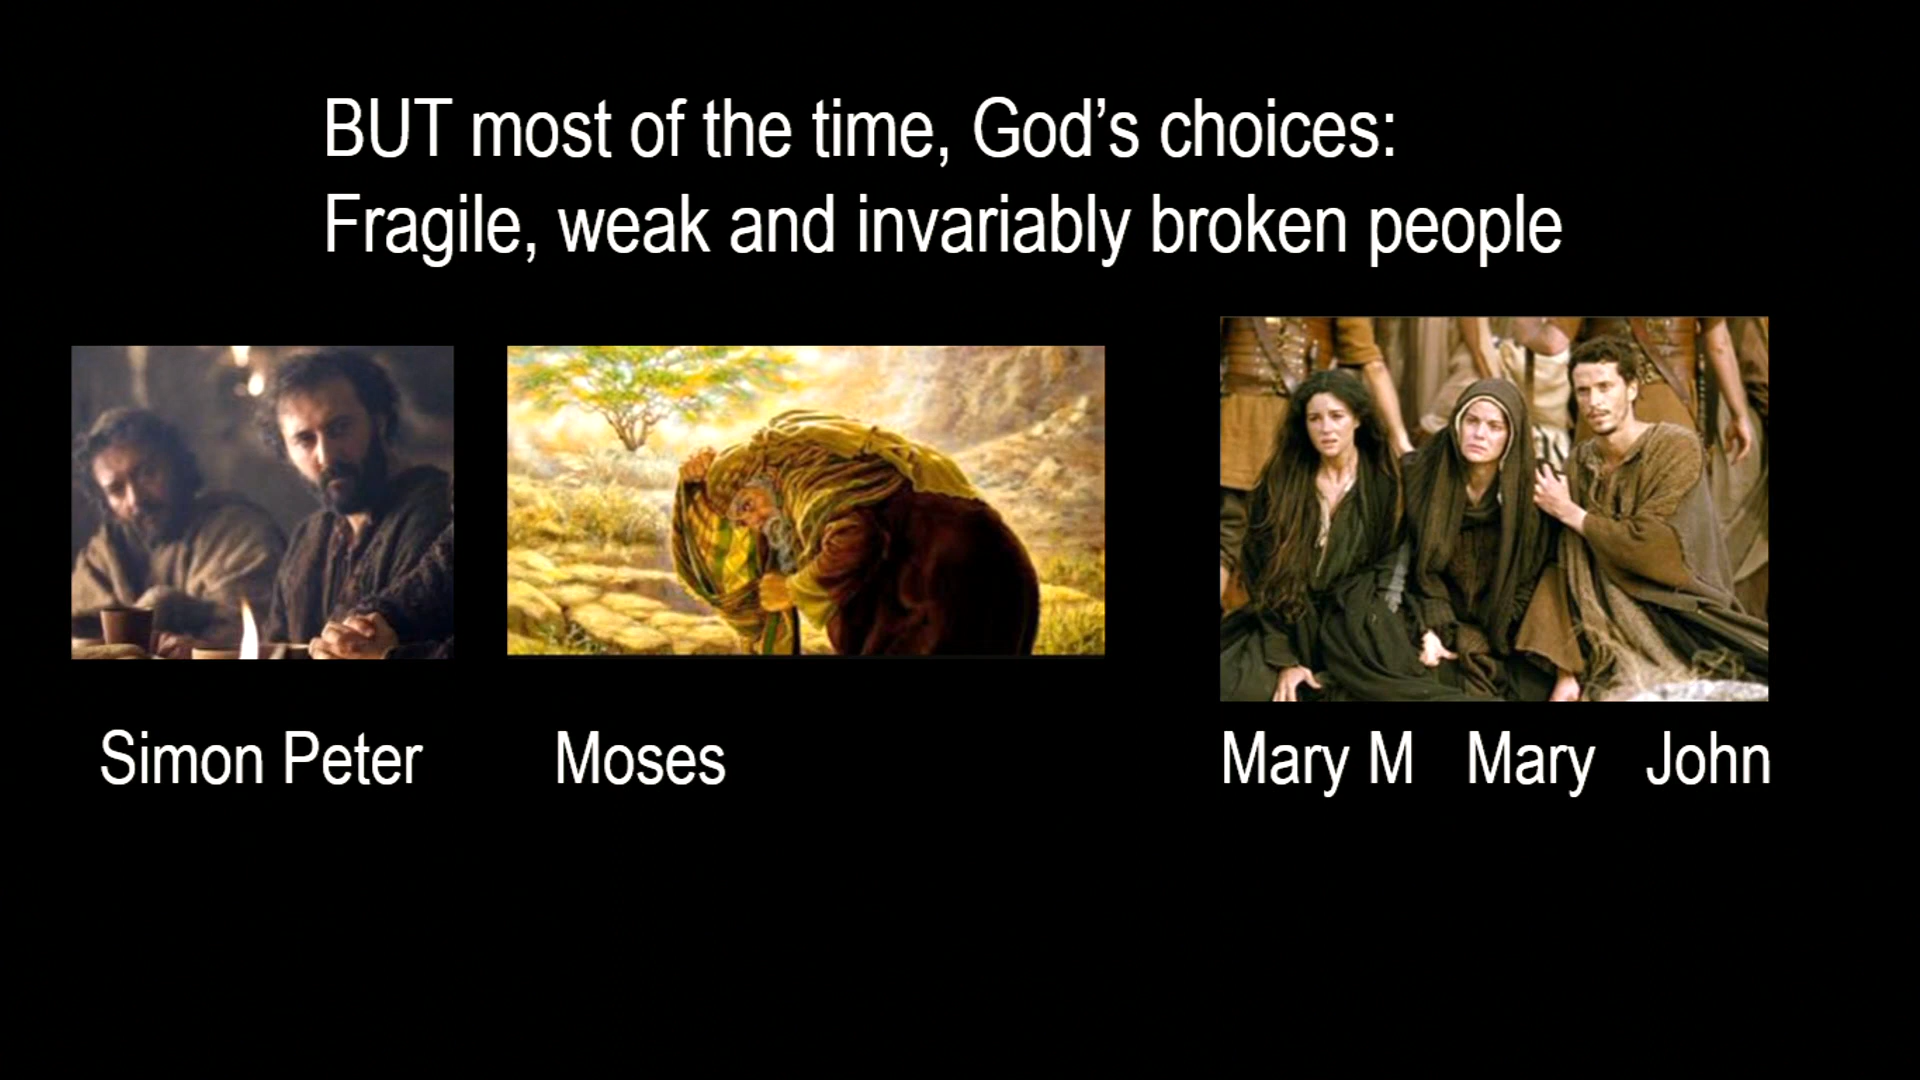 BUT most of the time, God’s choices:
Fragile, weak and invariably broken people
Simon Peter
Moses
Mary M Mary John